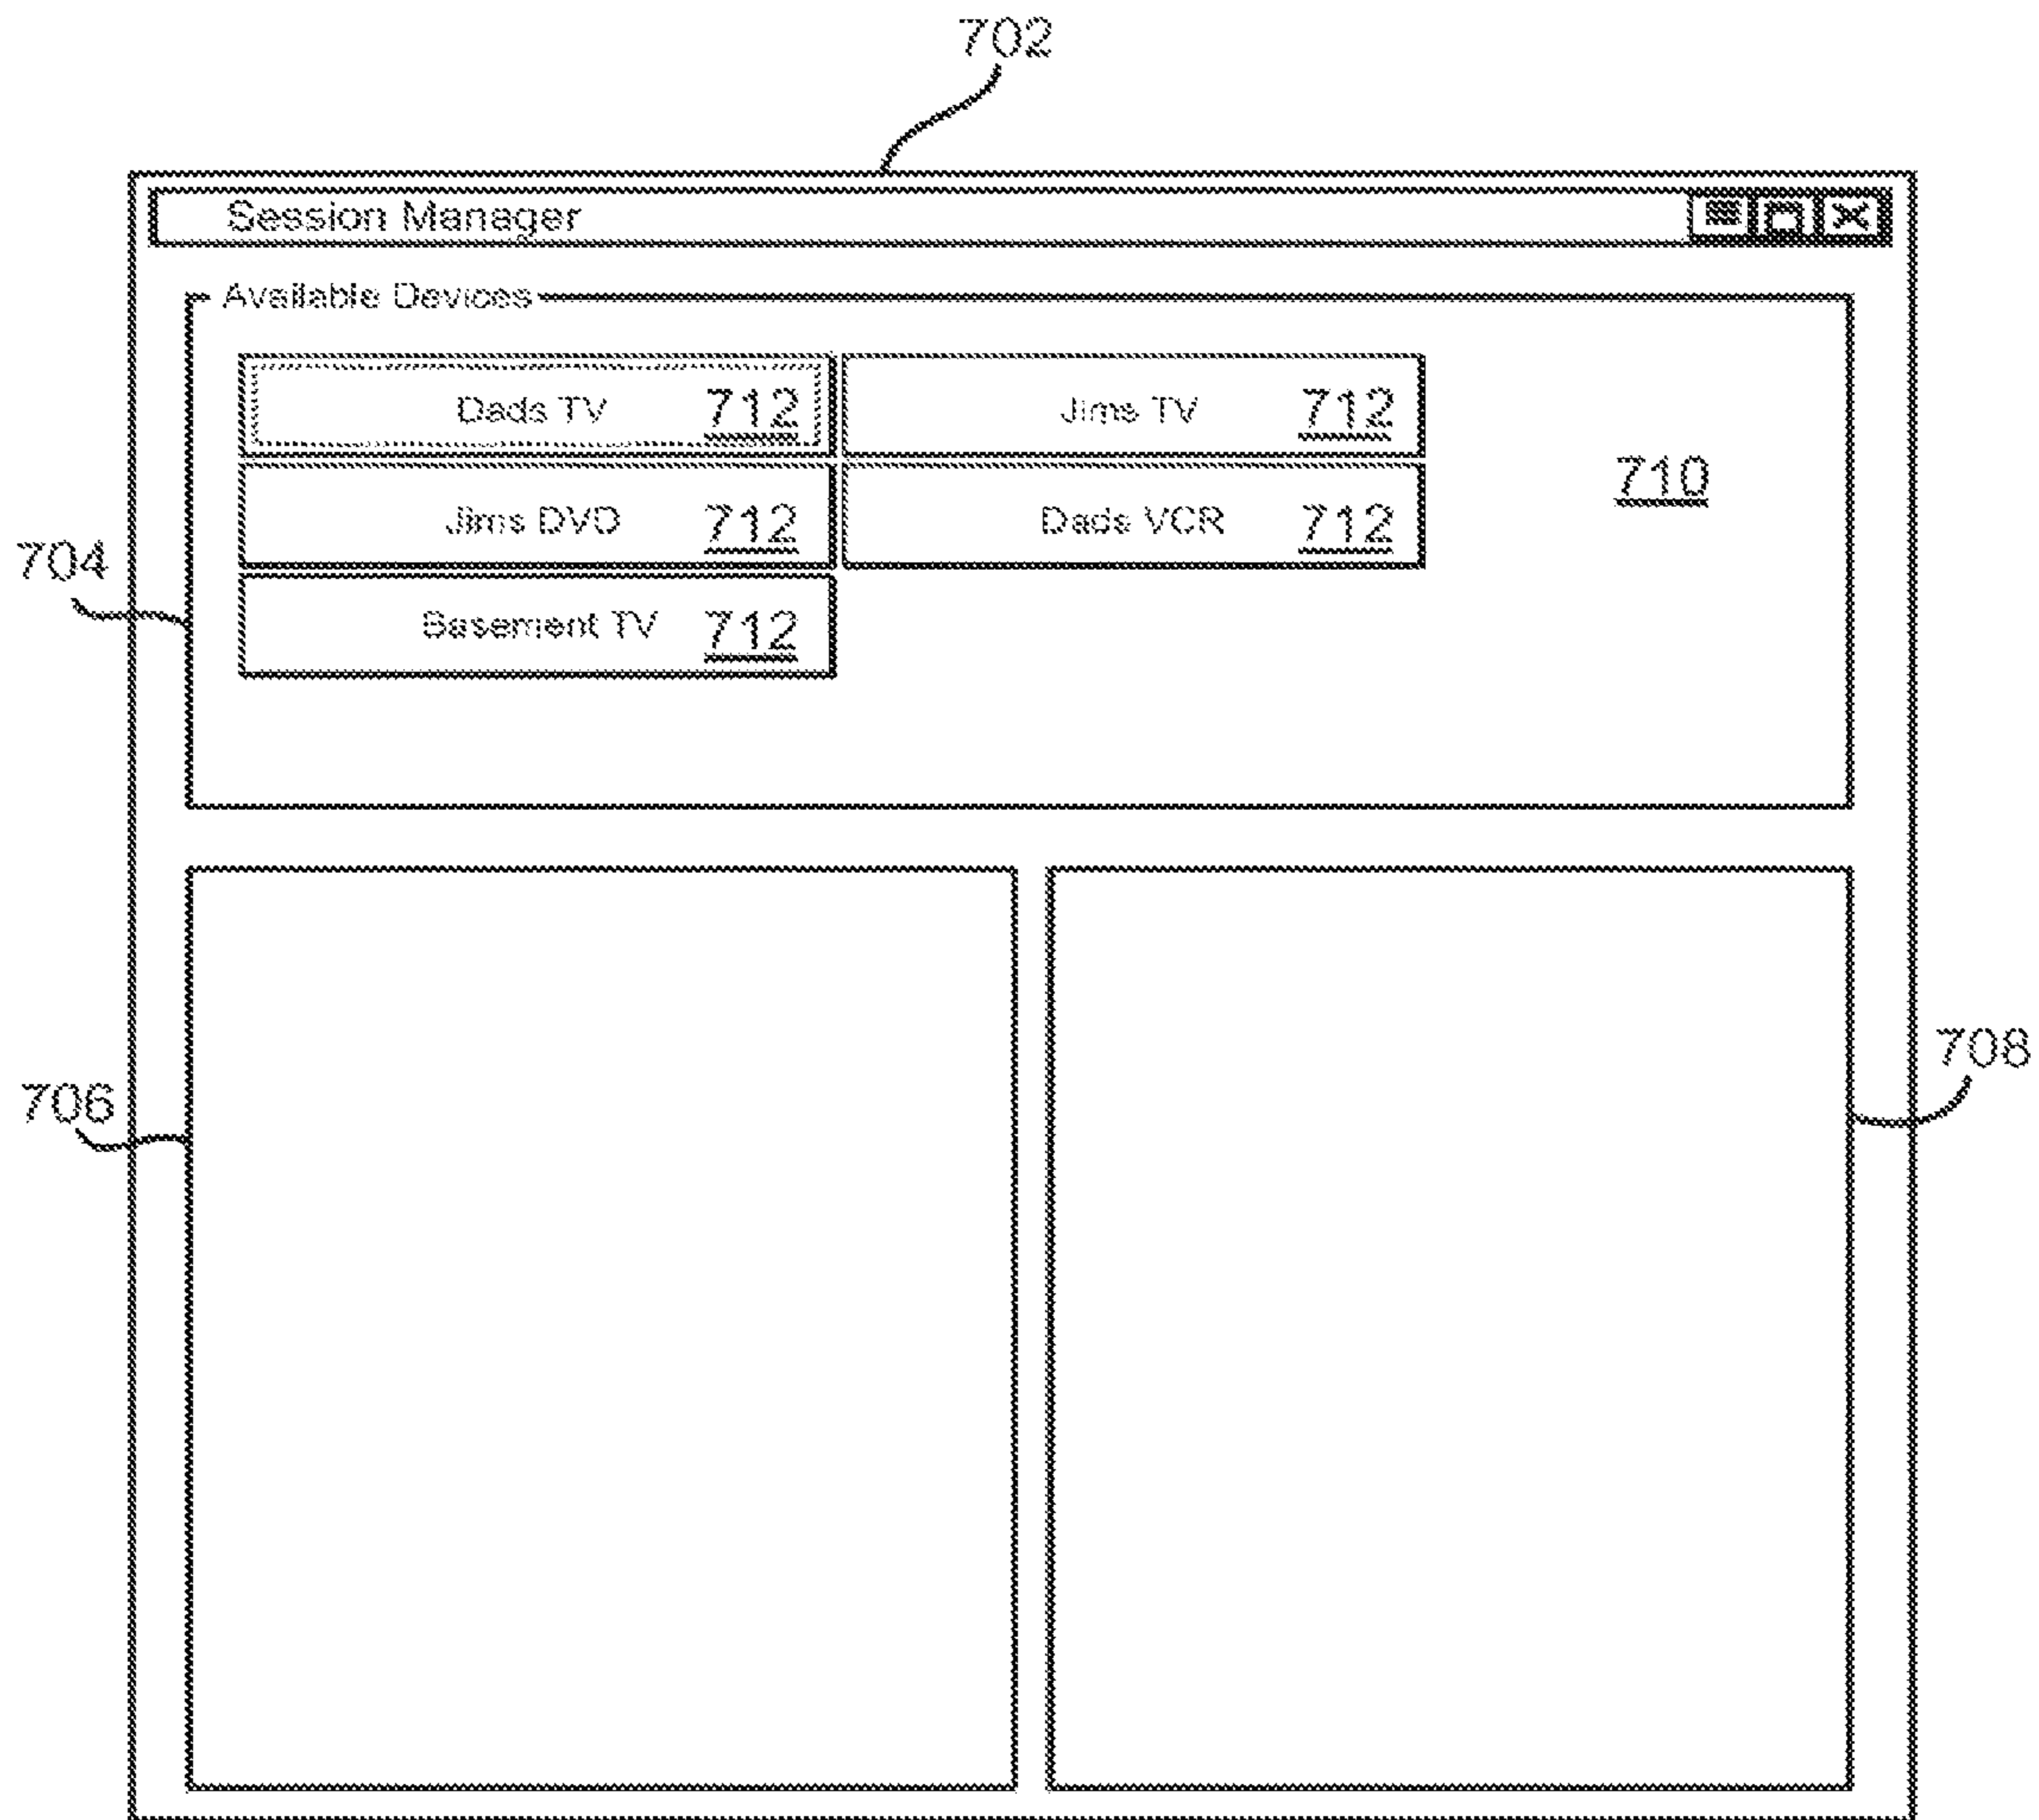 702
Session Manager
Available Devices
Dads TV 712 Jims TV 712
710
Jims DVD 712 Dads VCR 712
704
Basement TV 712
708
706